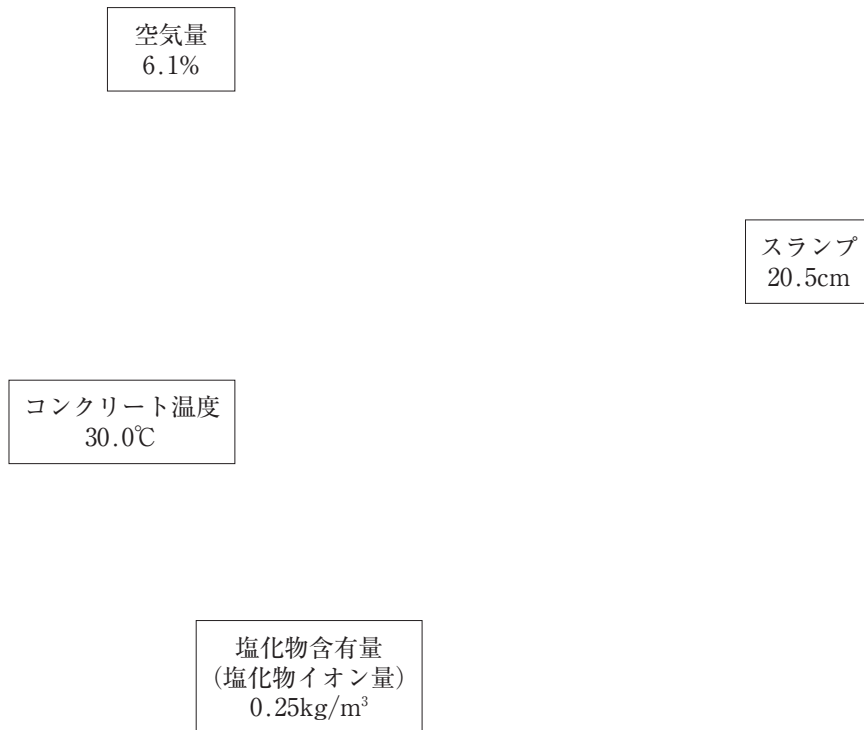 空気量
6.1%
スランプ
20.5cm
コンクリート温度
30.0℃
塩化物含有量
(塩化物イオン量)
0.25kg/m³